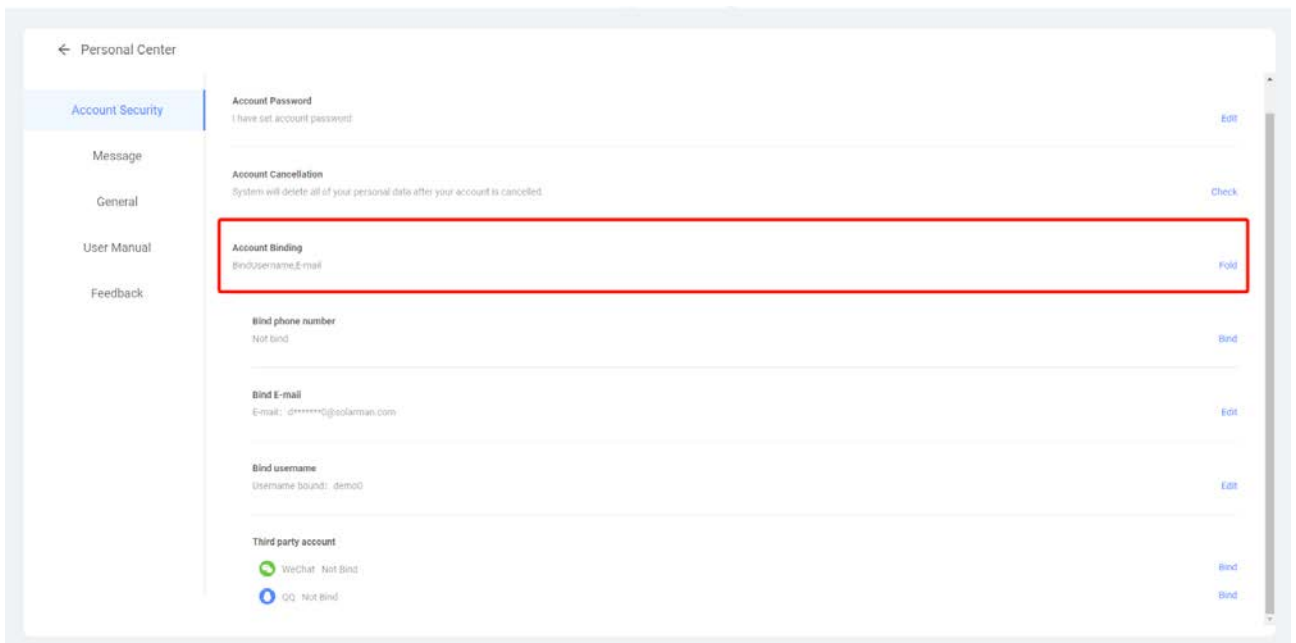 ← Personal Center
Account Security
Message
General
User Manual
Feedback
Account Password
I have set account password
Edit
Account Cancellation
System will delete all of your personal data after your account is cancelled.
Check
Account Binding
BindUsername,E-mail
Fold
Bind phone number
Not bind
Bind
Bind E-mail
E-mail: d*******0@solarman.com
Edit
Bind username
Username bound: demo0
Edit
Third party account
WeChat Not Bind
Bind
QQ Not Bind
Bind